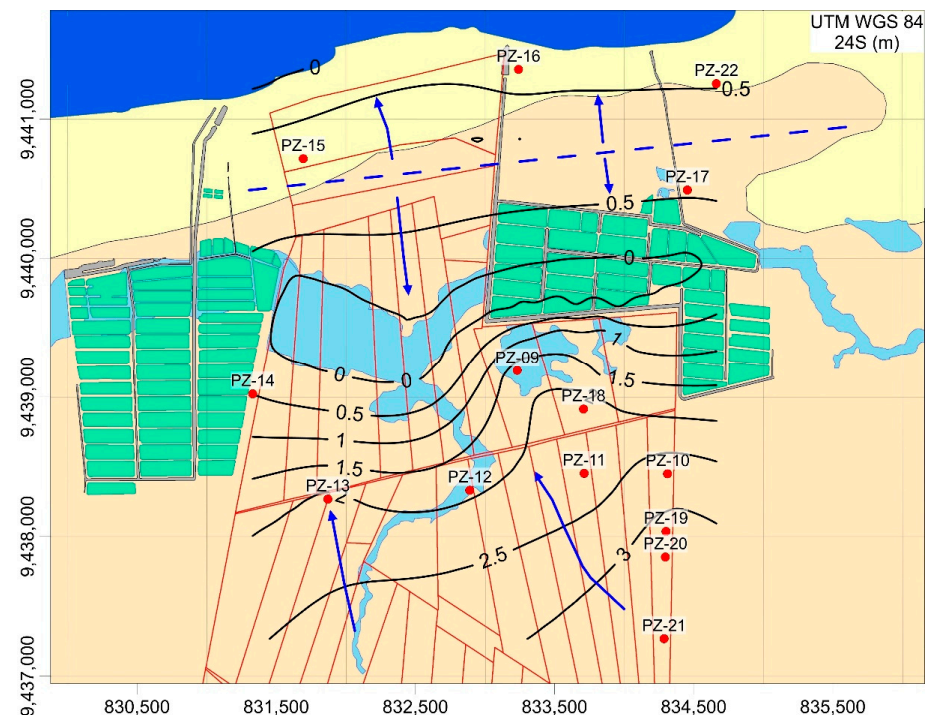 UTM WGS 84
24S (m)
0
PZ-16
PZ-22
0.5
9,441,000
PZ-15
PZ-17
0.5
9,440,000
0
1
PZ-09
0
0
1.5
PZ-14
PZ-18
0.5
9,439,000
1
1.5
PZ-11
PZ-10
PZ-12
PZ-13
2
PZ-19
9,438,000
PZ-20
2.5
3
PZ-21
9,437,000
830,500
831,500
832,500
833,500
834,500